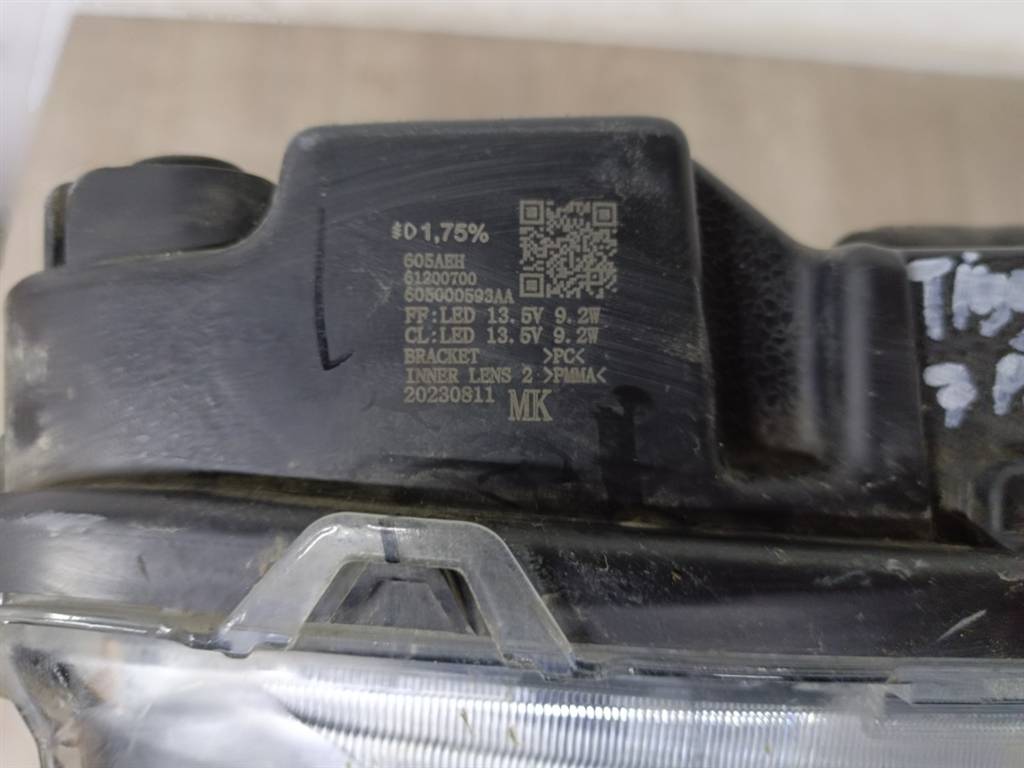 D 1,75%
605AEH
61200700
605000593AA
FF:LED 13.5V 9.2W
CL:LED 13.5V 9.2W
BRACKET >PC<
INNER LENS 2 >PMMA<
20230811 MK